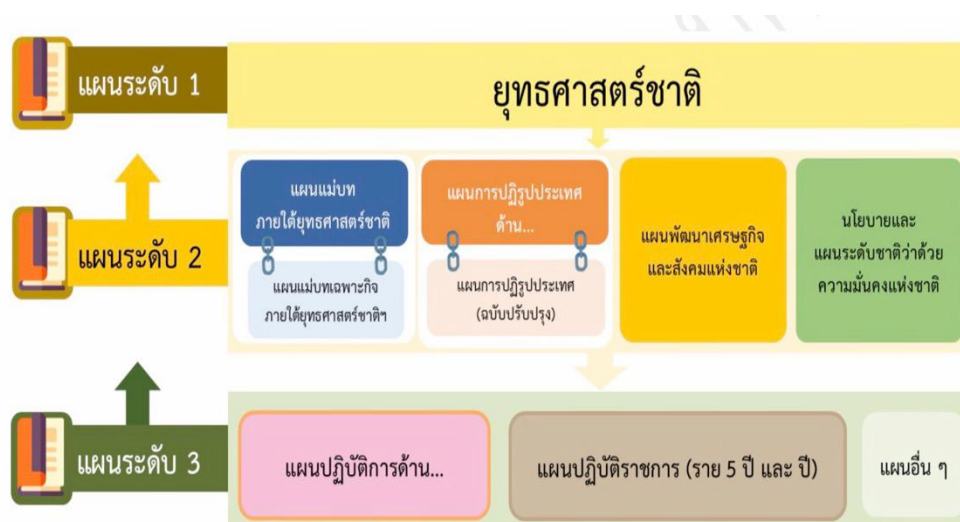 แผนระดับ 1
ยุทธศาสตร์ชาติ
แผนระดับ 2
แผนแม่บท
ภายใต้ยุทธศาสตร์ชาติ
แผนแม่บทเฉพาะกิจ
ภายใต้ยุทธศาสตร์ชาติฯ
แผนการปฏิรูปประเทศ
ด้าน...
แผนการปฏิรูปประเทศ
(ฉบับปรับปรุง)
แผนพัฒนาเศรษฐกิจ
และสังคมแห่งชาติ
นโยบายและ
แผนระดับชาติว่าด้วย
ความมั่นคงแห่งชาติ
แผนระดับ 3
แผนปฏิบัติการด้าน...
แผนปฏิบัติราชการ (ราย 5 ปี และ ปี)
แผนอื่น ๆ